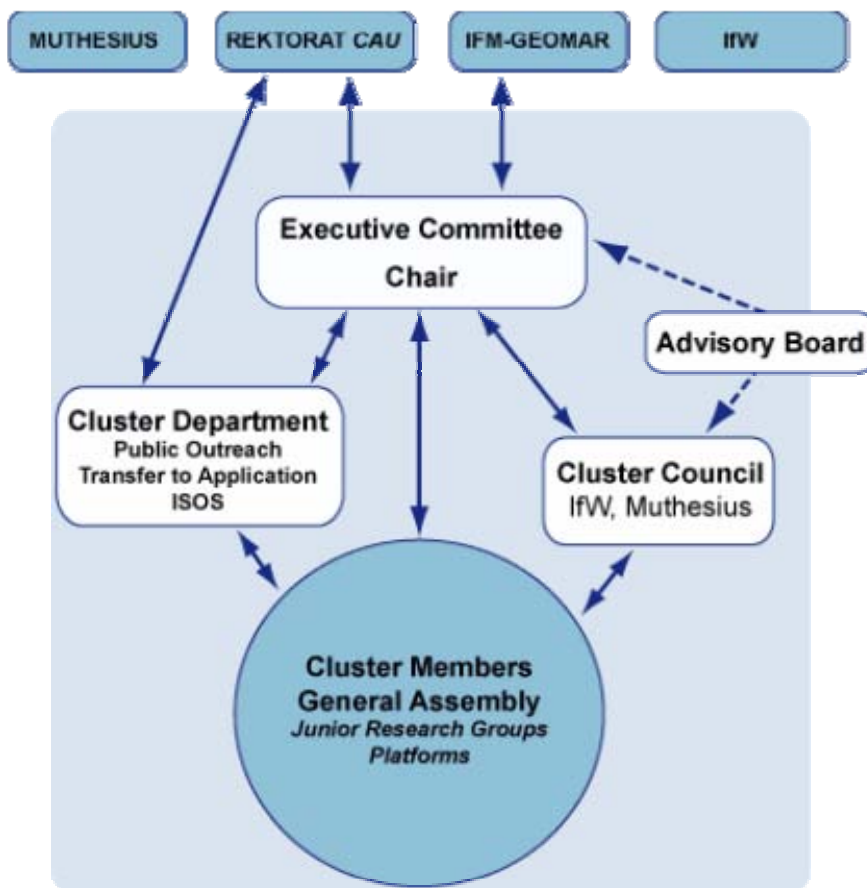 MUTHESIUS
REKTORAT CAU
IFM-GEOMAR
IfW
Executive Committee
Chair
Advisory Board
Cluster Department
Public Outreach
Transfer to Application
ISOS
Cluster Council
IfW, Muthesius
Cluster Members
General Assembly
Junior Research Groups
Platforms